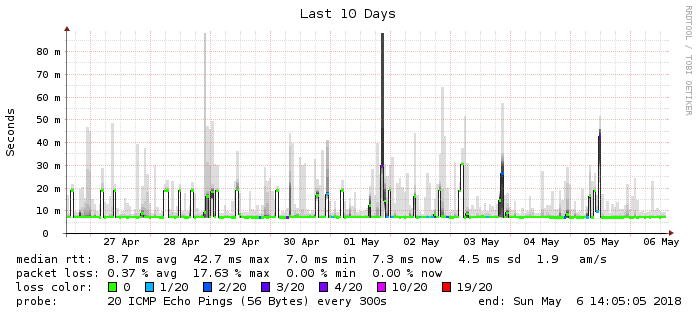 Last 10 Days
RRDTOOL / TOBI OETIKER
Seconds
80 m
70 m
60 m
50 m
40 m
30 m
20 m
10 m
0
27 Apr 28 Apr 29 Apr 30 Apr 01 May 02 May 03 May 04 May 05 May 06 May
median rtt: 8.7 ms avg 42.7 ms max 7.0 ms min 7.3 ms now 4.5 ms sd 1.9 am/s
packet loss: 0.37 % avg 17.63 % max 0.00 % min 0.00 % now
loss color: 0 1/20 2/20 3/20 4/20 10/20 19/20
probe: 20 ICMP Echo Pings (56 Bytes) every 300s end: Sun May 6 14:05:05 2018